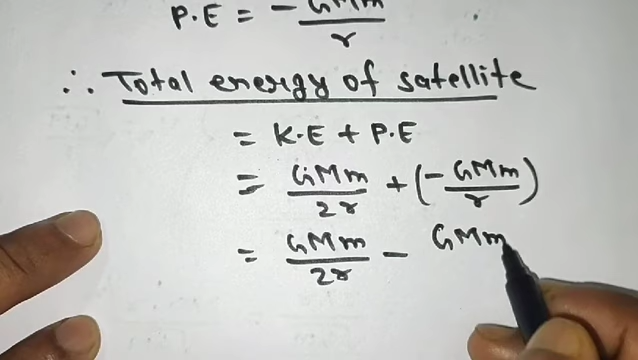 P.E = - GMm/r
∴ Total energy of satellite
= K.E + P.E
= GMm/2r + (- GMm/r)
= GMm/2r - GMm